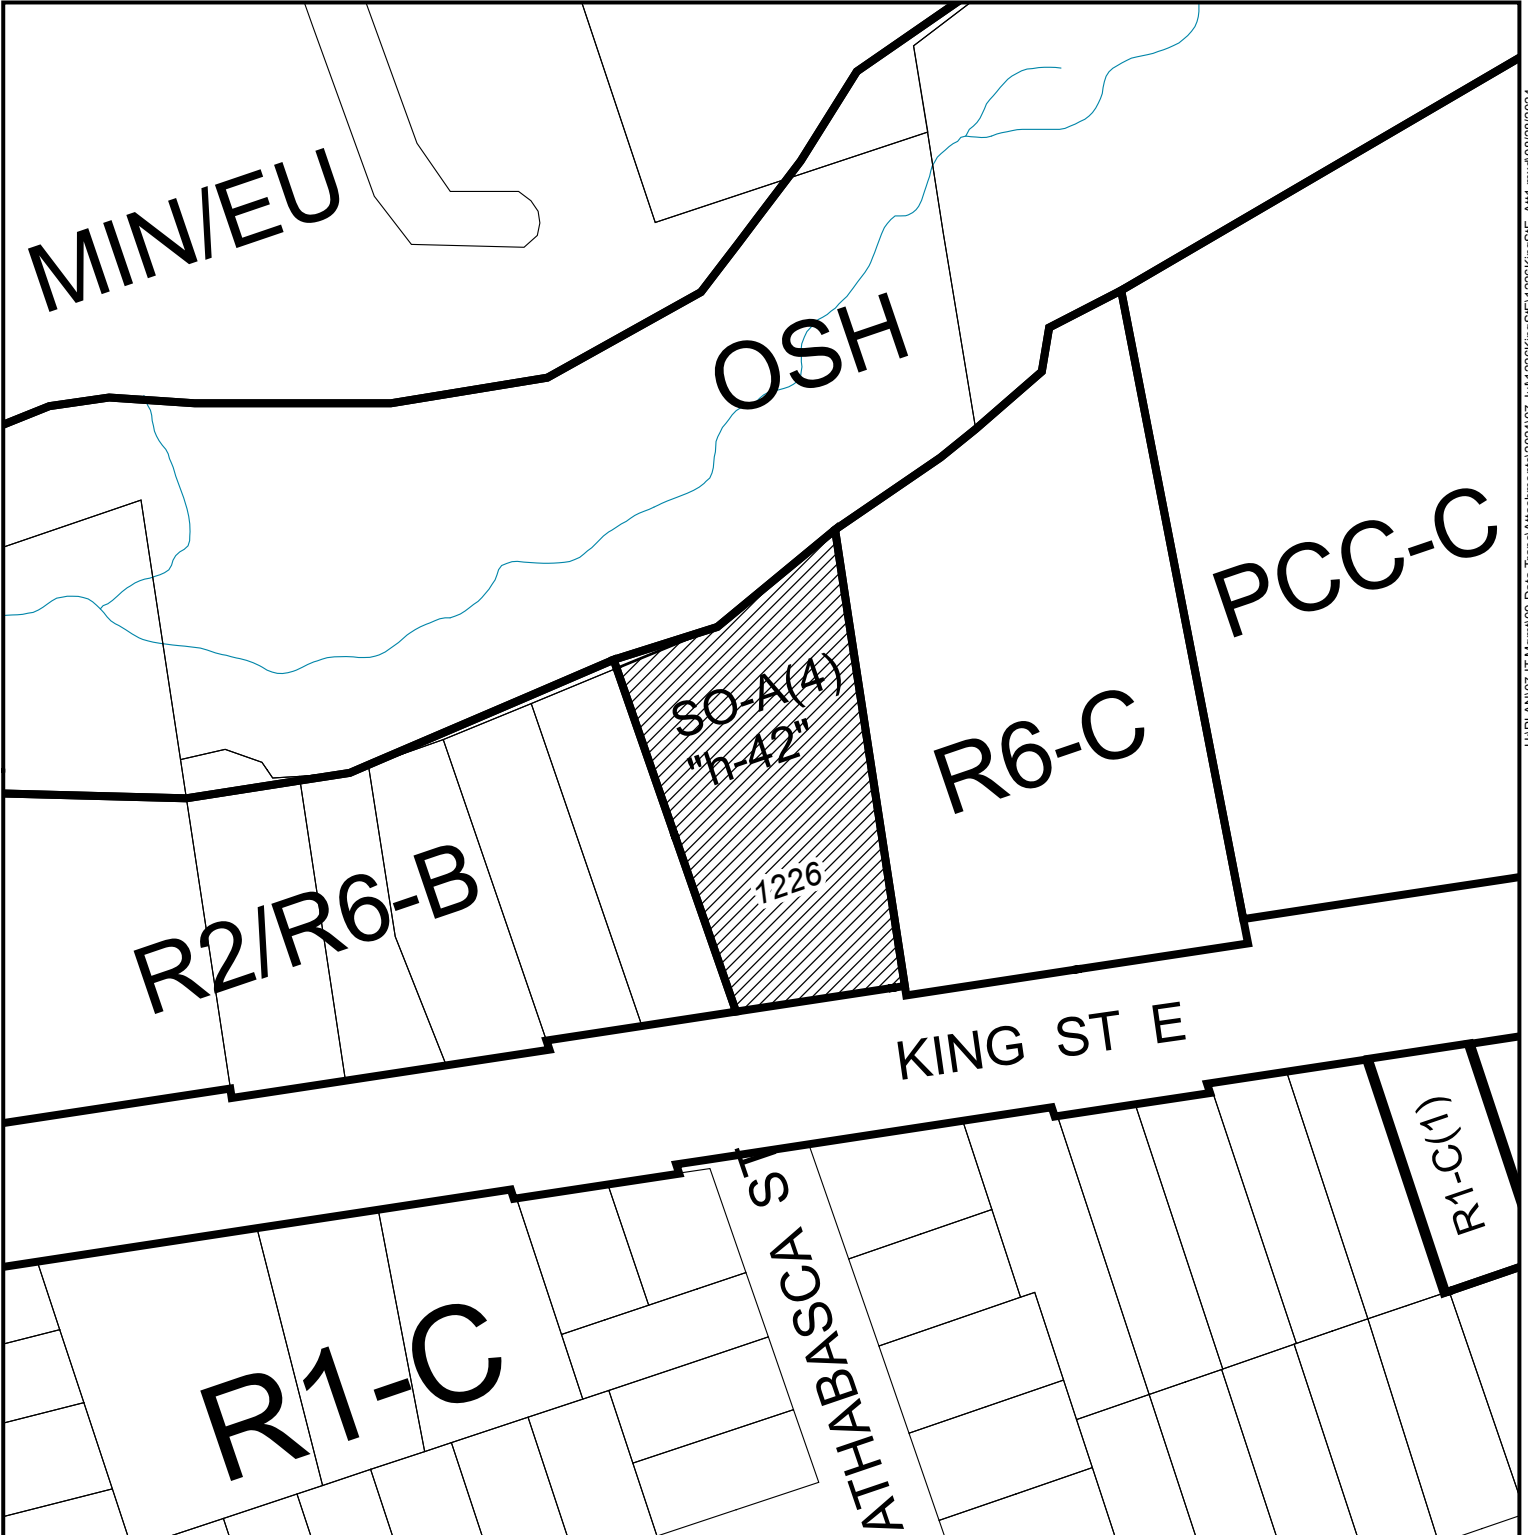 MIN/EU
OSH
PCC-C
SO-A(4)
"h-42"
R6-C
1226
R2/R6-B
KING ST E
R1-C(1)
ATHABASCA ST
R1-C